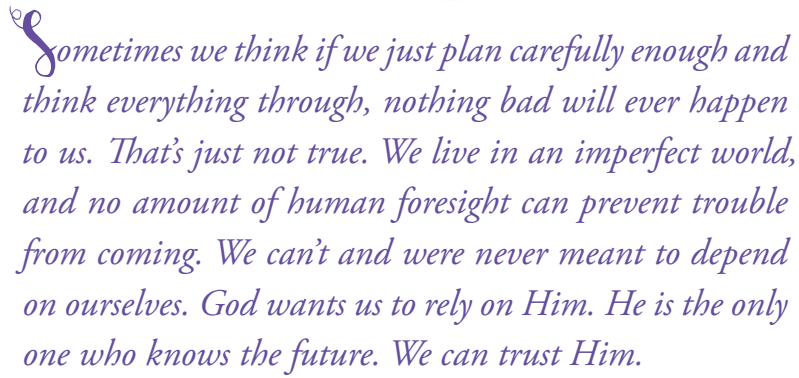 Sometimes we think if we just plan carefully enough and
think everything through, nothing bad will ever happen
to us. That’s just not true. We live in an imperfect world,
and no amount of human foresight can prevent trouble
from coming. We can’t and were never meant to depend
on ourselves. God wants us to rely on Him. He is the only
one who knows the future. We can trust Him.